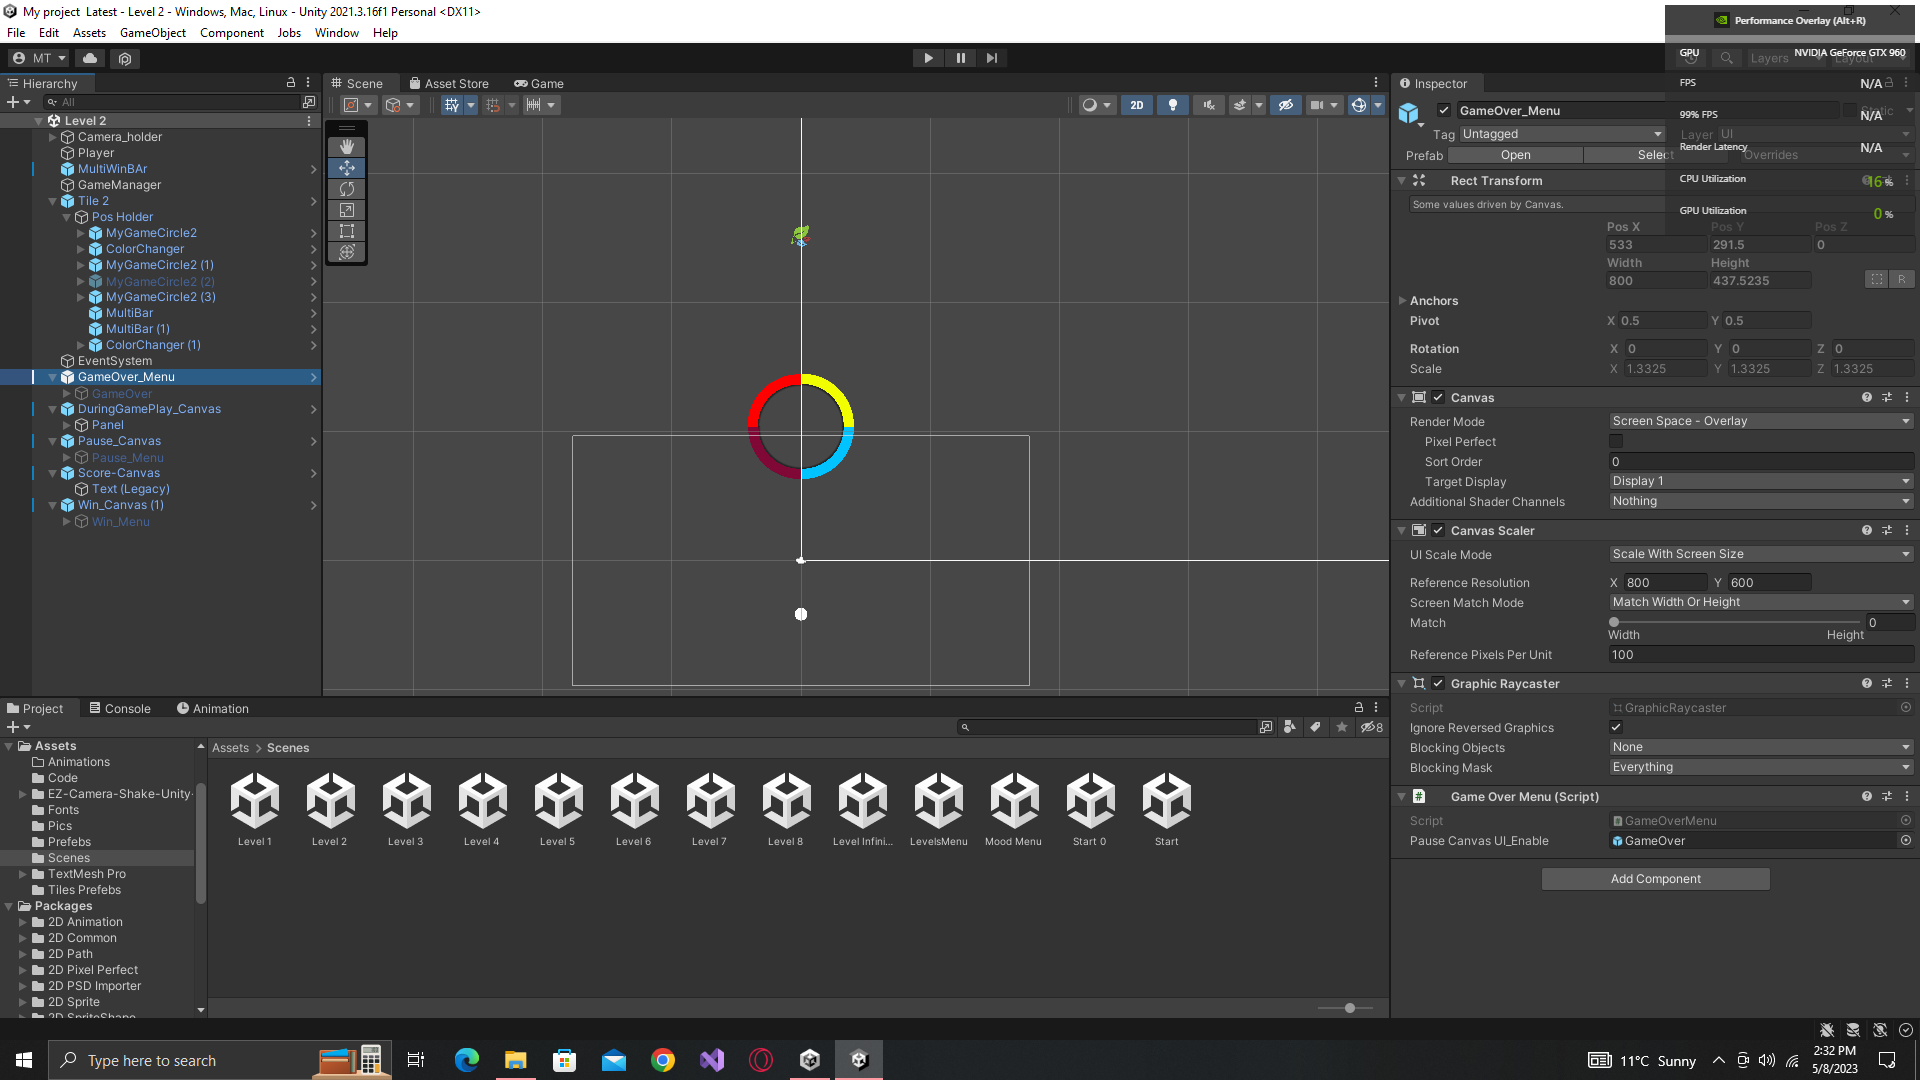 My project Latest - Level 2 - Windows, Mac, Linux - Unity 2021.3.16f1 Personal <DX11>
File Edit Assets GameObject Component Jobs Window Help
MT
Performance Overlay (Alt+R)
GPU NVIDIA GeForce GTX 960
Layers Layout
FPS N/A
99% FPS N/A
Render Latency N/A
CPU Utilization 16 %
GPU Utilization 0 %
Hierarchy
All
Level 2
Camera_holder
Player
MultiWinBAr
GameManager
Tile 2
Pos Holder
MyGameCircle2
ColorChanger
MyGameCircle2 (1)
MyGameCircle2 (2)
MyGameCircle2 (3)
MultiBar
MultiBar (1)
ColorChanger (1)
EventSystem
GameOver_Menu
GameOver
DuringGamePlay_Canvas
Panel
Pause_Canvas
Pause_Menu
Score-Canvas
Text (Legacy)
Win_Canvas (1)
Win_Menu
Scene Asset Store Game
2D
Inspector
GameOver_Menu Static
Tag Untagged Layer UI
Prefab Open Select Overrides
Rect Transform
Some values driven by Canvas.
Pos X Pos Y Pos Z
533 291.5 0
Width Height
800 437.5235
R
Anchors
Pivot X 0.5 Y 0.5
Rotation X 0 Y 0 Z 0
Scale X 1.3325 Y 1.3325 Z 1.3325
Canvas
Render Mode Screen Space - Overlay
Pixel Perfect
Sort Order 0
Target Display Display 1
Additional Shader Channels Nothing
Canvas Scaler
UI Scale Mode Scale With Screen Size
Reference Resolution X 800 Y 600
Screen Match Mode Match Width Or Height
Match 0
Width Height
Reference Pixels Per Unit 100
Graphic Raycaster
Script GraphicRaycaster
Ignore Reversed Graphics
Blocking Objects None
Blocking Mask Everything
Game Over Menu (Script)
Script GameOverMenu
Pause Canvas UI_Enable GameOver
Add Component
Project Console Animation
8
Assets
Animations
Code
EZ-Camera-Shake-Unity-
Fonts
Pics
Prefebs
Scenes
TextMesh Pro
Tiles Prefebs
Packages
2D Animation
2D Common
2D Path
2D Pixel Perfect
2D PSD Importer
2D Sprite
2D SpriteShape
Assets > Scenes
Level 1 Level 2 Level 3 Level 4 Level 5 Level 6 Level 7 Level 8 Level Infini... LevelsMenu Mood Menu Start 0 Start
Type here to search
11°C Sunny
2:32 PM
5/8/2023